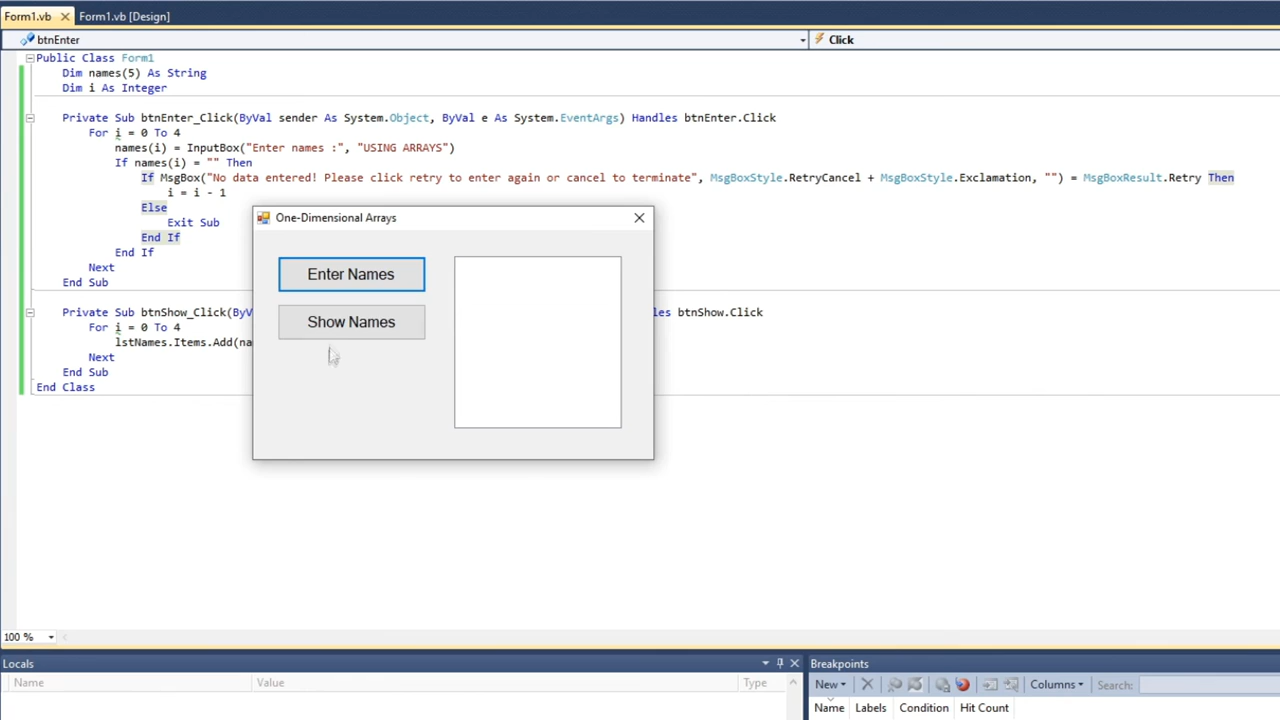 Form1.vb Form1.vb [Design]
btnEnter Click
Public Class Form1
Dim names(5) As String
Dim i As Integer
Private Sub btnEnter_Click(ByVal sender As System.Object, ByVal e As System.EventArgs) Handles btnEnter.Click
For i = 0 To 4
names(i) = InputBox("Enter names :", "USING ARRAYS")
If names(i) = "" Then
If MsgBox("No data entered! Please click retry to enter again or cancel to terminate", MsgBoxStyle.RetryCancel + MsgBoxStyle.Exclamation, "") = MsgBoxResult.Retry Then
i = i - 1
Else
Exit Sub
End If
End If
Next
End Sub
Private Sub btnShow_Click(ByV les btnShow.Click
For i = 0 To 4
lstNames.Items.Add(na
Next
End Sub
End Class
One-Dimensional Arrays
Enter Names
Show Names
100 %
Locals
Name Value Type
Breakpoints
New Columns Search:
Name Labels Condition Hit Count